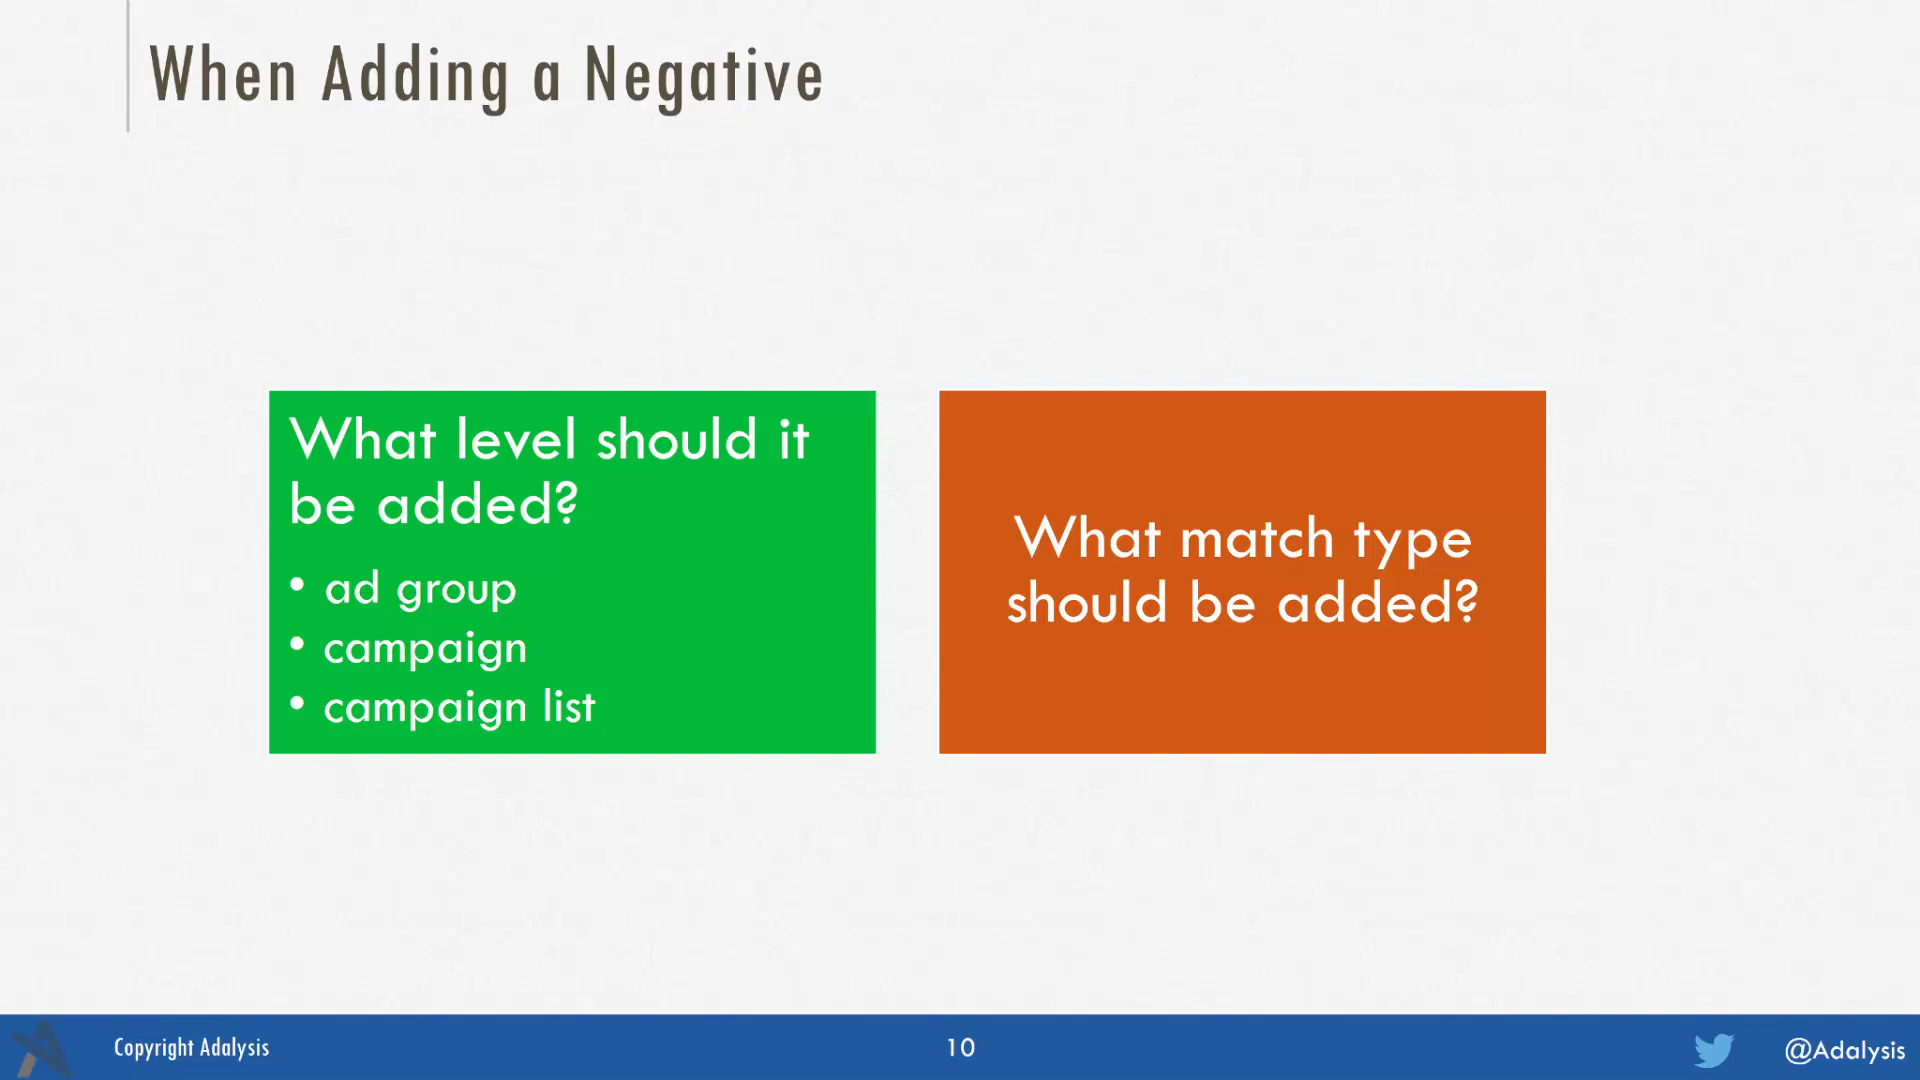 When Adding a Negative
What level should it
be added?
• ad group
• campaign
• campaign list
What match type
should be added?
Copyright Adalysis
10
@Adalysis